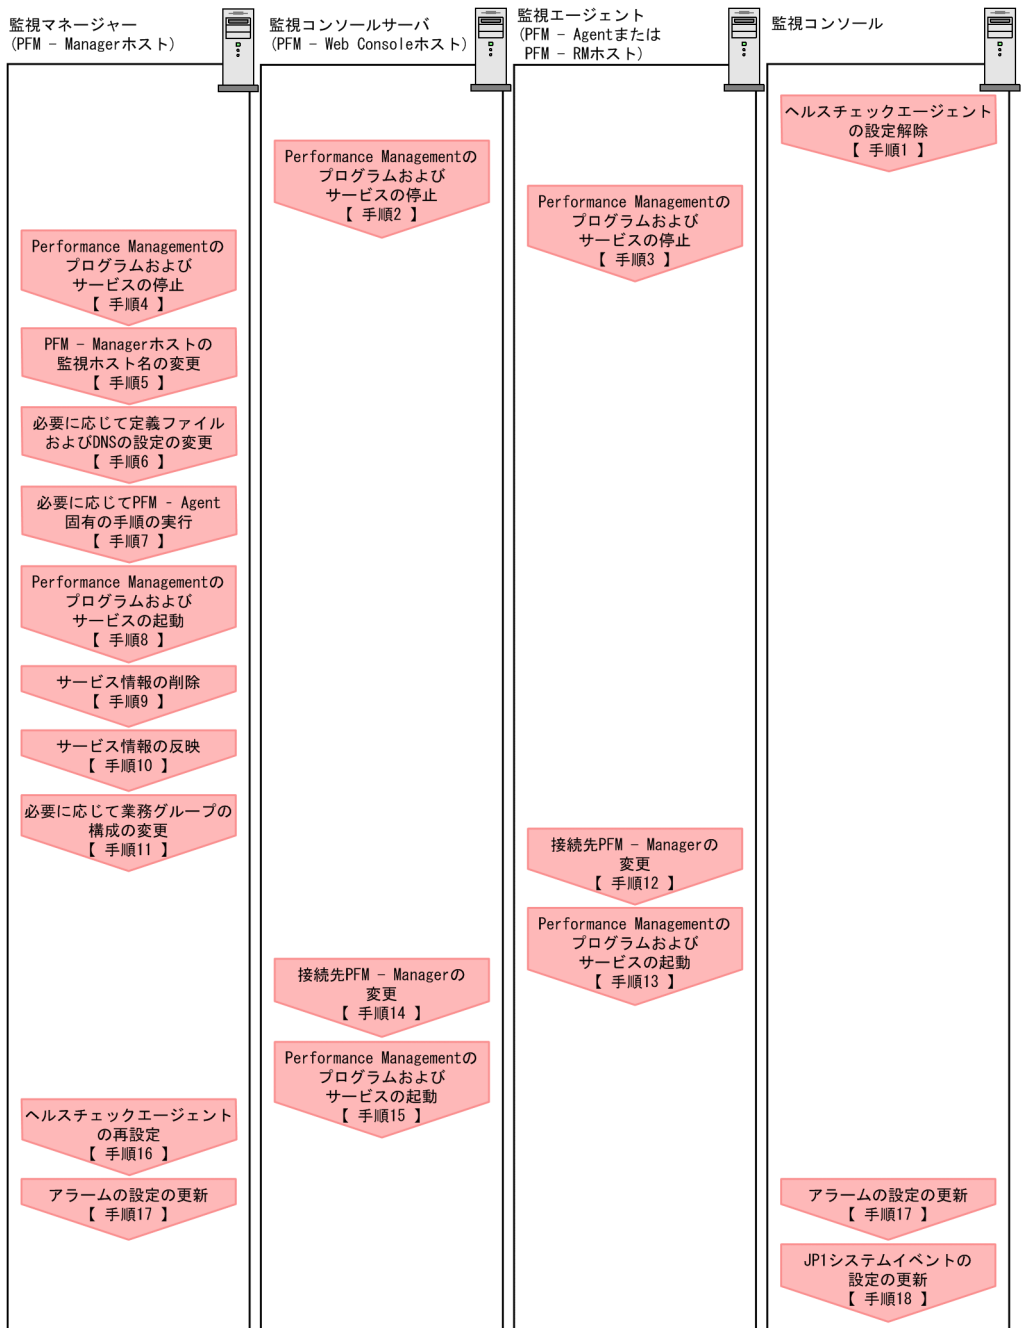 監視マネージャー
(PFM - Managerホスト)
監視コンソールサーバ
(PFM - Web Consoleホスト)
監視エージェント
(PFM - Agentまたは
PFM - RMホスト)
監視コンソール
ヘルスチェックエージェント
の設定解除
【 手順1 】
Performance Managementの
プログラムおよび
サービスの停止
【 手順2 】
Performance Managementの
プログラムおよび
サービスの停止
【 手順3 】
Performance Managementの
プログラムおよび
サービスの停止
【 手順4 】
PFM - Managerホストの
監視ホスト名の変更
【 手順5 】
必要に応じて定義ファイル
およびDNSの設定の変更
【 手順6 】
必要に応じてPFM - Agent
固有の手順の実行
【 手順7 】
Performance Managementの
プログラムおよび
サービスの起動
【 手順8 】
サービス情報の削除
【 手順9 】
サービス情報の反映
【 手順10 】
必要に応じて業務グループの
構成の変更
【 手順11 】
接続先PFM - Managerの
変更
【 手順12 】
Performance Managementの
プログラムおよび
サービスの起動
【 手順13 】
接続先PFM - Managerの
変更
【 手順14 】
Performance Managementの
プログラムおよび
サービスの起動
【 手順15 】
ヘルスチェックエージェント
の再設定
【 手順16 】
アラームの設定の更新
【 手順17 】
アラームの設定の更新
【 手順17 】
JP1システムイベントの
設定の更新
【 手順18 】